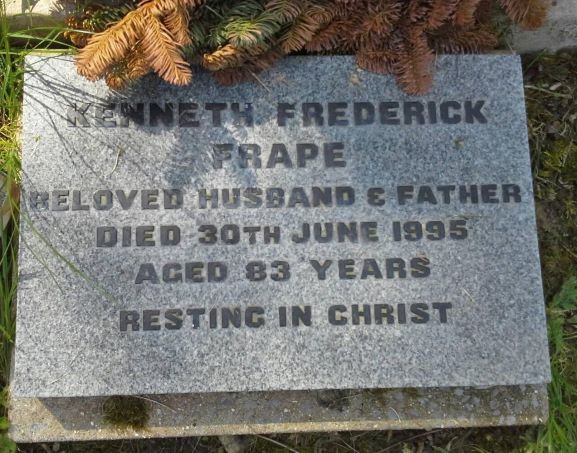 KENNETH FREDERICK
FRAPE
BELOVED HUSBAND & FATHER
DIED 30TH JUNE 1995
AGED 83 YEARS
RESTING IN CHRIST